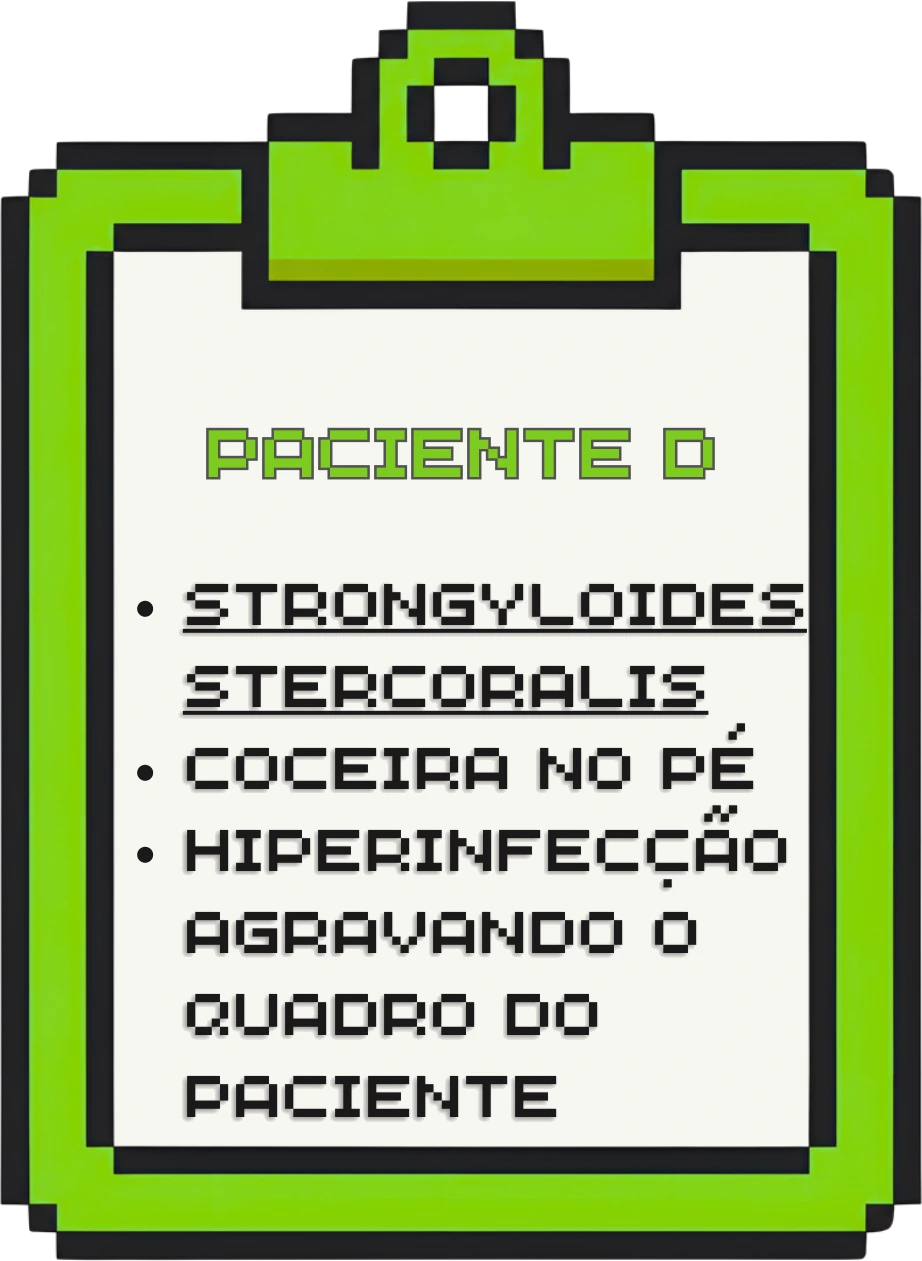 PACIENTE D
• STRONGYLOIDES
STERCORALIS
• COCEIRA NO PÉ
• HIPERINFECÇÃO
AGRAVANDO O
QUADRO DO
PACIENTE